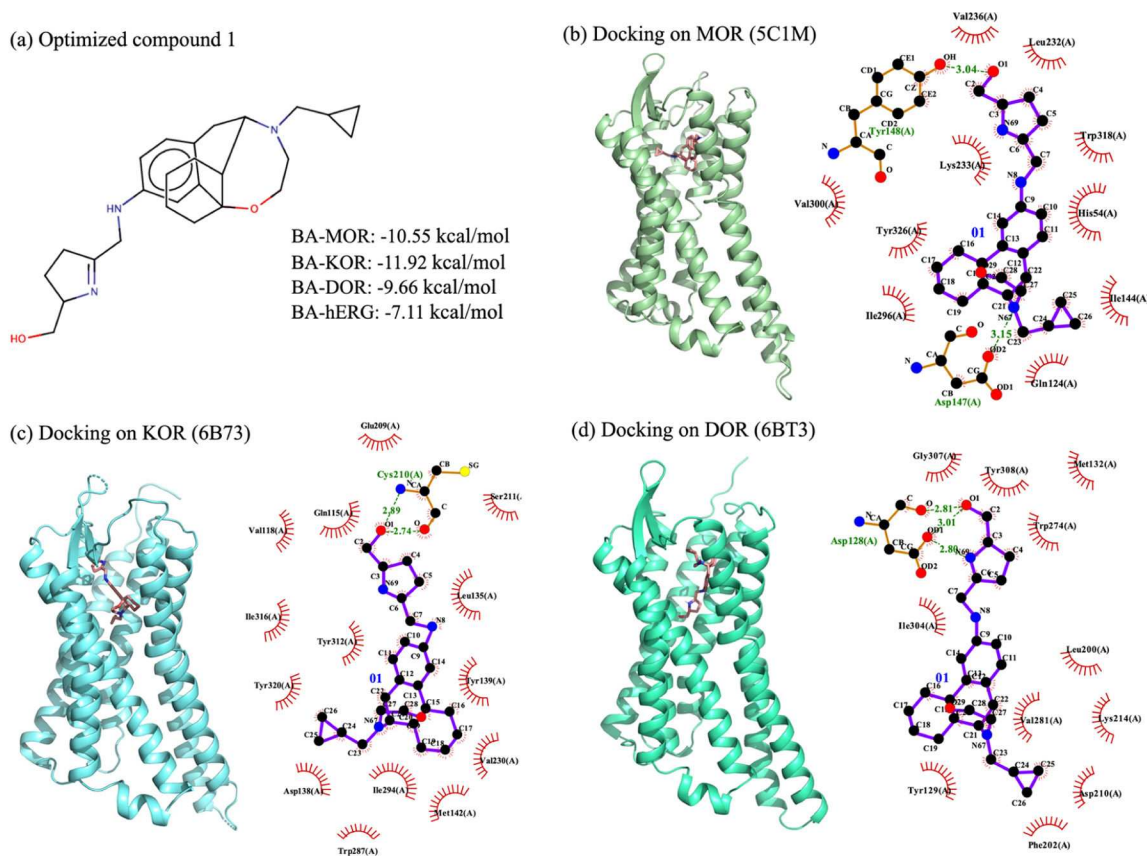 (a) Optimized compound 1
N
HN
O
N
HO
BA-MOR: -10.55 kcal/mol
BA-KOR: -11.92 kcal/mol
BA-DOR: -9.66 kcal/mol
BA-hERG: -7.11 kcal/mol
(b) Docking on MOR (5C1M)
Val236(A)
Leu232(A)
OH
3.04
O1
CE1
CD1
CZ
C2
CG
CE2
C4
C3
CB
CD2
N69
C5
Tyr148(A)
CA
C6
C7
Trp318(A)
N
C
Lys233(A)
O
N8
Val300(A)
C9
C10
His54(A)
C14
01
C11
Tyr326(A)
C13
C16
C12
C17
C29
C28
C22
C18
C27
C21
C25
Ile144(A)
Ile296(A)
C19
N67
C24
C26
C
O
3.15
C23
N
CA
OD2
CG
Gln124(A)
CB
OD1
Asp147(A)
(c) Docking on KOR (6B73)
Glu209(A)
CB
SG
Cys210(A)
N
CA
Ser211(
2.89
C
Gln115(A)
O1
O
2.74
Val118(A)
C2
C4
C3
C5
N69
Leu135(A)
C6
C7
Ile316(A)
N8
C10
Tyr312(A)
C11
C9
C14
01
C12
Tyr320(A)
C13
Tyr139(A)
C22
C15
C27
C28
C16
C26
N67
C24
C17
C25
C18
C23
Val230(A)
Asp138(A)
Ile294(A)
Met142(A)
Trp287(A)
(d) Docking on DOR (6BT3)
Gly307(A)
Met132(A)
Tyr308(A)
C
O
2.81
O1
N
CA
3.01
C2
OD1
Trp274(A)
CB
CG
C3
Asp128(A)
2.80
N69
C4
OD2
C6
C5
C7
Ile304(A)
N8
C9
C10
Leu200(A)
C14
C11
01
C16
C22
C17
C29
C28
C27
Val281(A)
Lys214(A)
C18
C21
N67
C19
C23
C24
C25
Tyr129(A)
Asp210(A)
C26
Phe202(A)